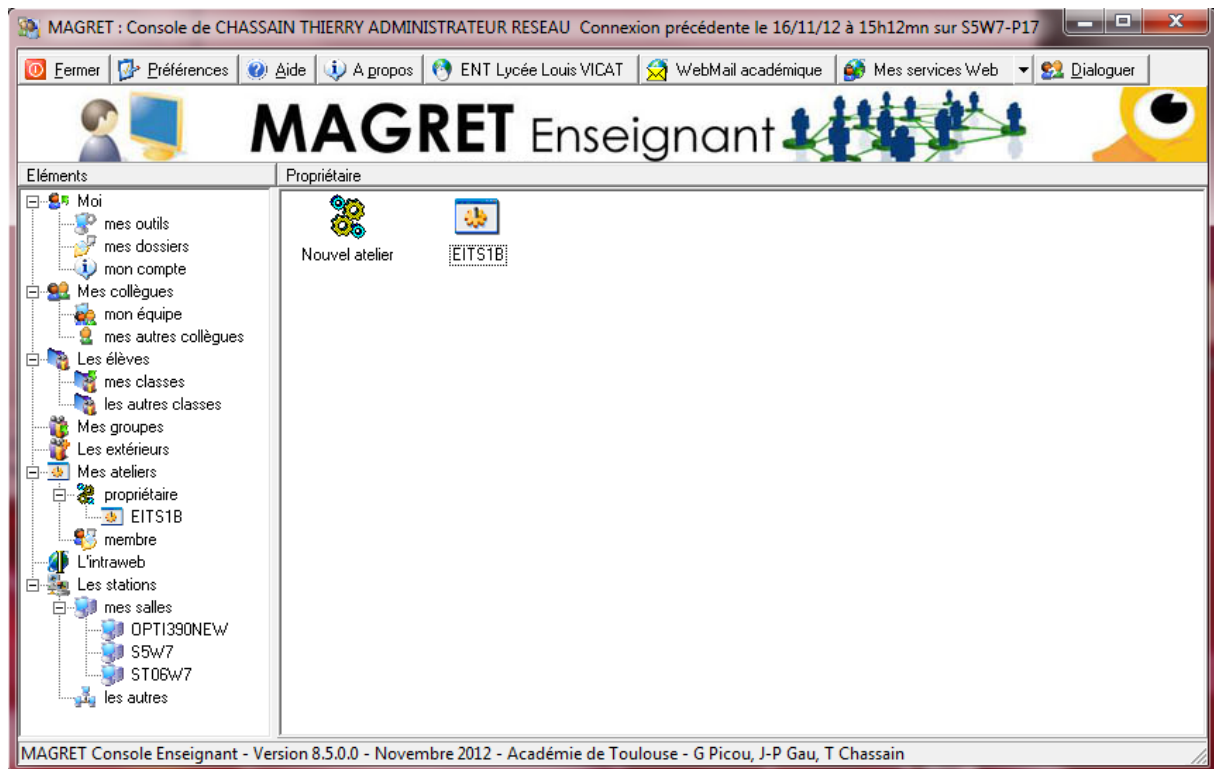 MAGRET : Console de CHASSAIN THIERRY ADMINISTRATEUR RESEAU Connexion précédente le 16/11/12 à 15h12mn sur S5W7-P17
Fermer Préférences Aide A propos ENT Lycée Louis VICAT WebMail académique Mes services Web Dialoguer
MAGRET Enseignant
Eléments
Propriétaire
Moi
mes outils
mes dossiers
mon compte
Mes collègues
mon équipe
mes autres collègues
Les élèves
mes classes
les autres classes
Mes groupes
Les extérieurs
Mes ateliers
propriétaire
EITS1B
membre
L'intraweb
Les stations
mes salles
OPTI390NEW
S5W7
ST06W7
les autres
Nouvel atelier
EITS1B
MAGRET Console Enseignant - Version 8.5.0.0 - Novembre 2012 - Académie de Toulouse - G Picou, J-P Gau, T Chassain